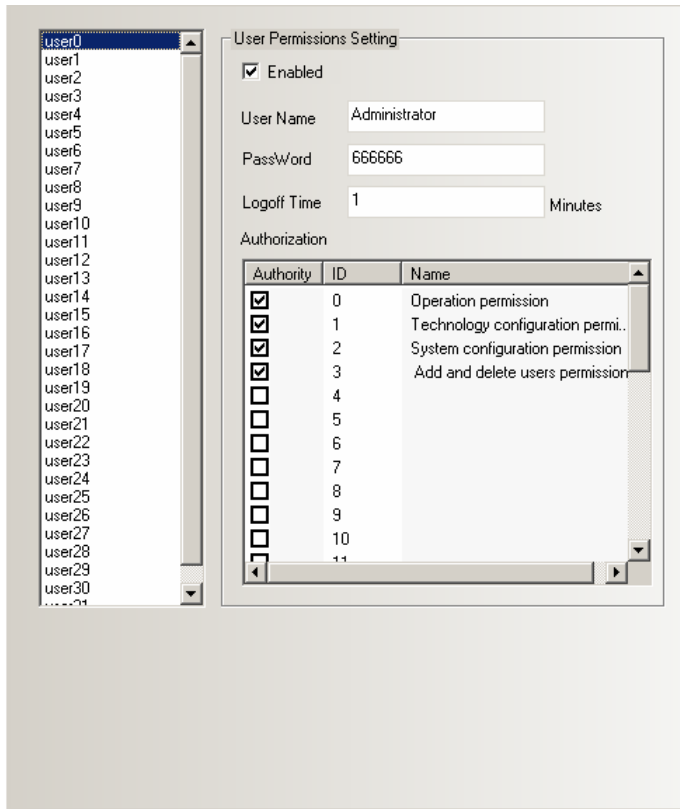 user0
user1
user2
user3
user4
user5
user6
user7
user8
user9
user10
user11
user12
user13
user14
user15
user16
user17
user18
user19
user20
user21
user22
user23
user24
user25
user26
user27
user28
user29
user30
User Permissions Setting
Enabled
User Name Administrator
PassWord 666666
Logoff Time 1 Minutes
Authorization
Authority ID Name
0 Operation permission
1 Technology configuration permi..
2 System configuration permission
3 Add and delete users permission
4
5
6
7
8
9
10
11